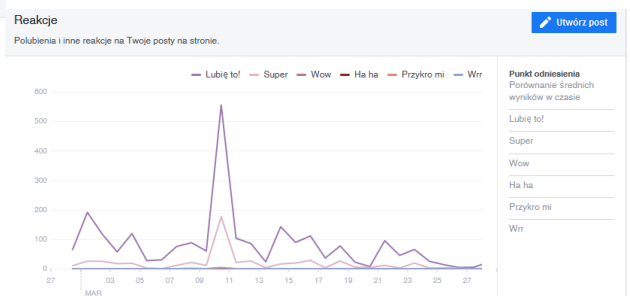 Reakcje
Utwórz post
Polubienia i inne reakcje na Twoje posty na stronie.
Lubię to! Super Wow Ha ha Przykro mi Wrr
600
500
400
300
200
100
0
27 03 05 07 09 11 13 15 17 19 21 23 25 27
MAR
Punkt odniesienia
Porównanie średnich
wyników w czasie
Lubię to!
Super
Wow
Ha ha
Przykro mi
Wrr